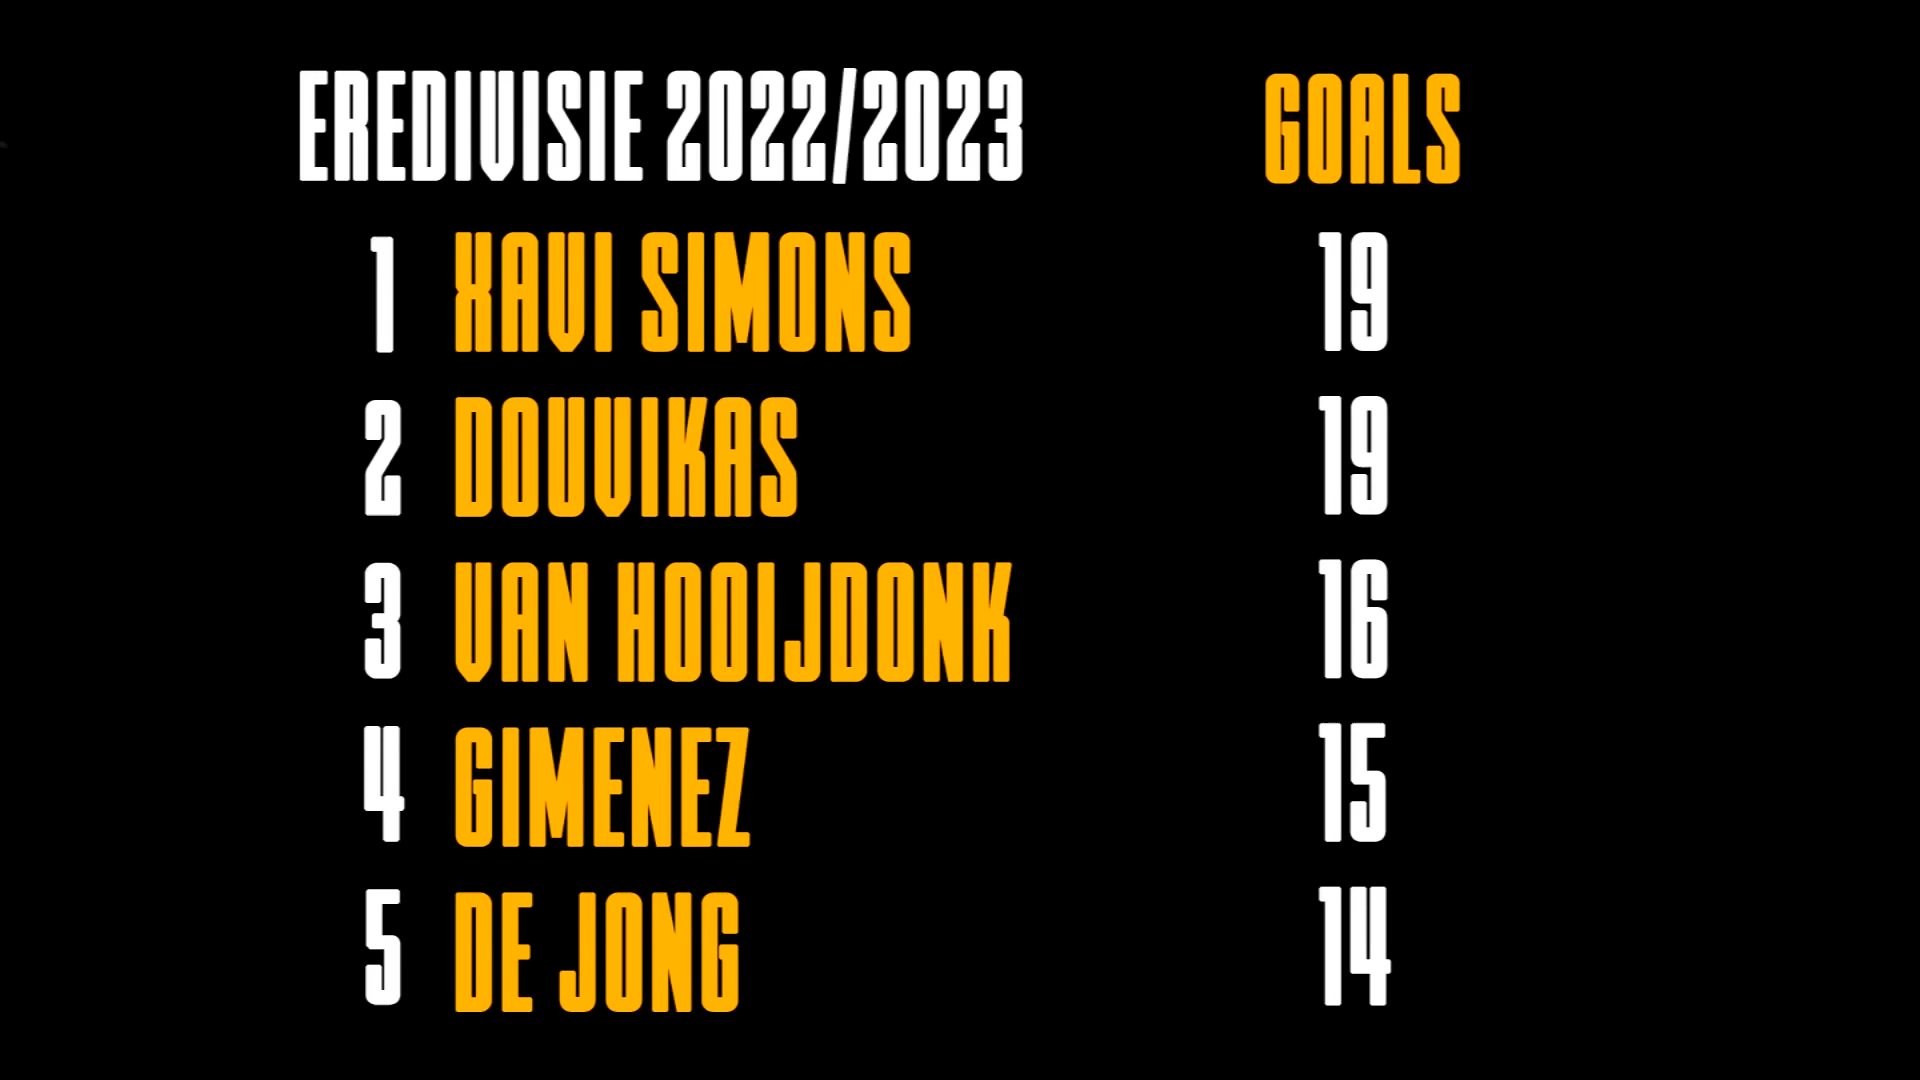 EREDIVISIE 2022/2023 GOALS
1 XAVI SIMONS 19
2 DOUVIKAS 19
3 VAN HOOIJDONK 16
4 GIMENEZ 15
5 DE JONG 14